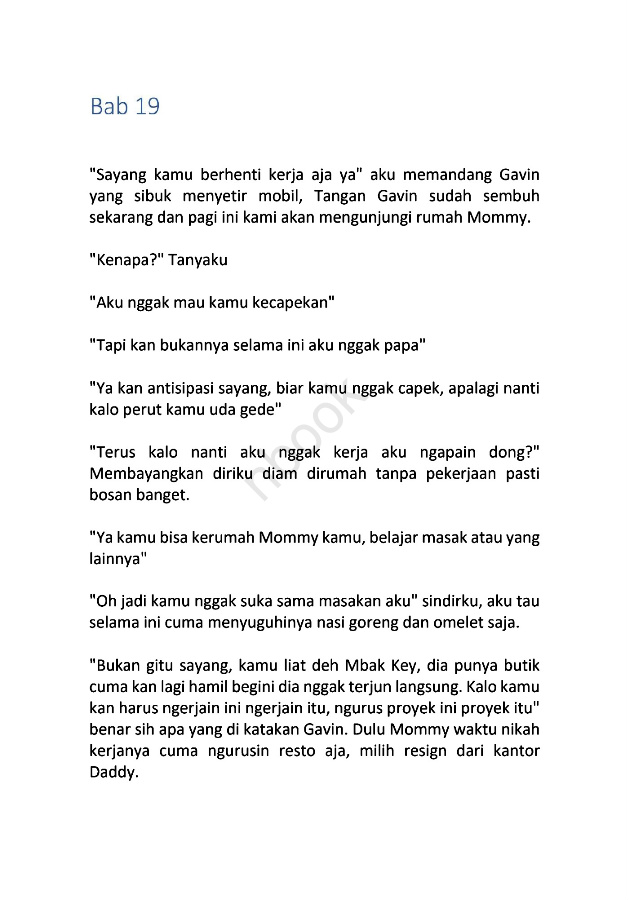 Bab 19
"Sayang kamu berhenti kerja aja ya" aku memandang Gavin
yang sibuk menyetir mobil, Tangan Gavin sudah sembuh
sekarang dan pagi ini kami akan mengunjungi rumah Mommy.
"Kenapa?" Tanyaku
"Aku nggak mau kamu kecapekan"
"Tapi kan bukannya selama ini aku nggak papa"
"Ya kan antisipasi sayang, biar kamu nggak capek, apalagi nanti
kalo perut kamu uda gede"
"Terus kalo nanti aku nggak kerja aku ngapain dong?"
Membayangkan diriku diam dirumah tanpa pekerjaan pasti
bosan banget.
"Ya kamu bisa kerumah Mommy kamu, belajar masak atau yang
lainnya"
"Oh jadi kamu nggak suka sama masakan aku" sindirku, aku tau
selama ini cuma menyuguhinya nasi goreng dan omelet saja.
"Bukan gitu sayang, kamu liat deh Mbak Key, dia punya butik
cuma kan lagi hamil begini dia nggak terjun langsung. Kalo kamu
kan harus ngerjain ini ngerjain itu, ngurus proyek ini proyek itu"
benar sih apa yang di katakan Gavin. Dulu Mommy waktu nikah
kerjanya cuma ngurusin resto aja, milih resign dari kantor
Daddy.